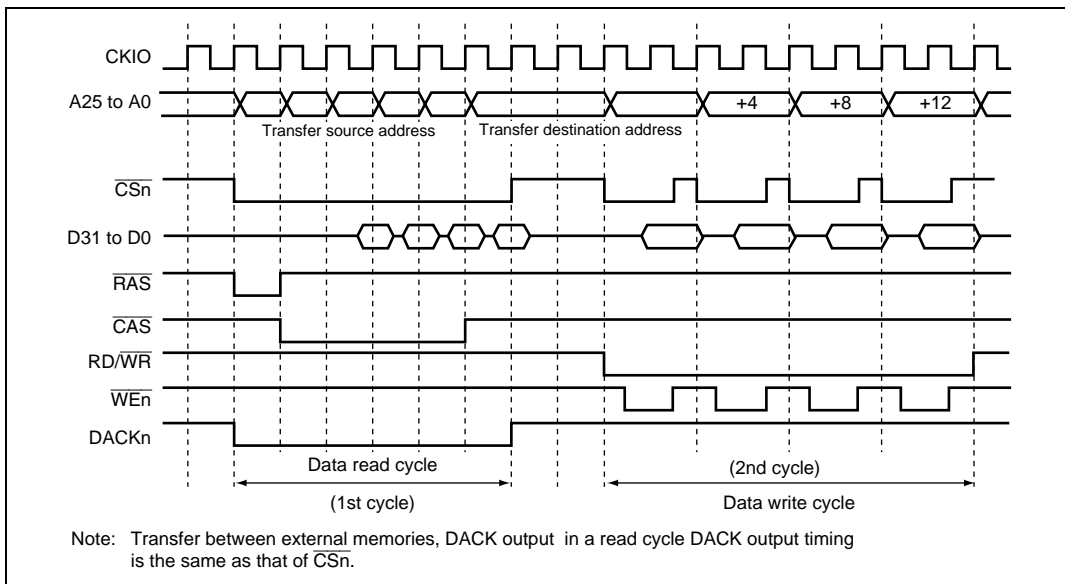 CKIO
A25 to A0
+4 +8 +12
Transfer source address Transfer destination address
CSn
D31 to D0
RAS
CAS
RD/WR
WEn
DACKn
Data read cycle (2nd cycle)
(1st cycle) Data write cycle
Note: Transfer between external memories, DACK output in a read cycle DACK output timing
is the same as that of CSn.